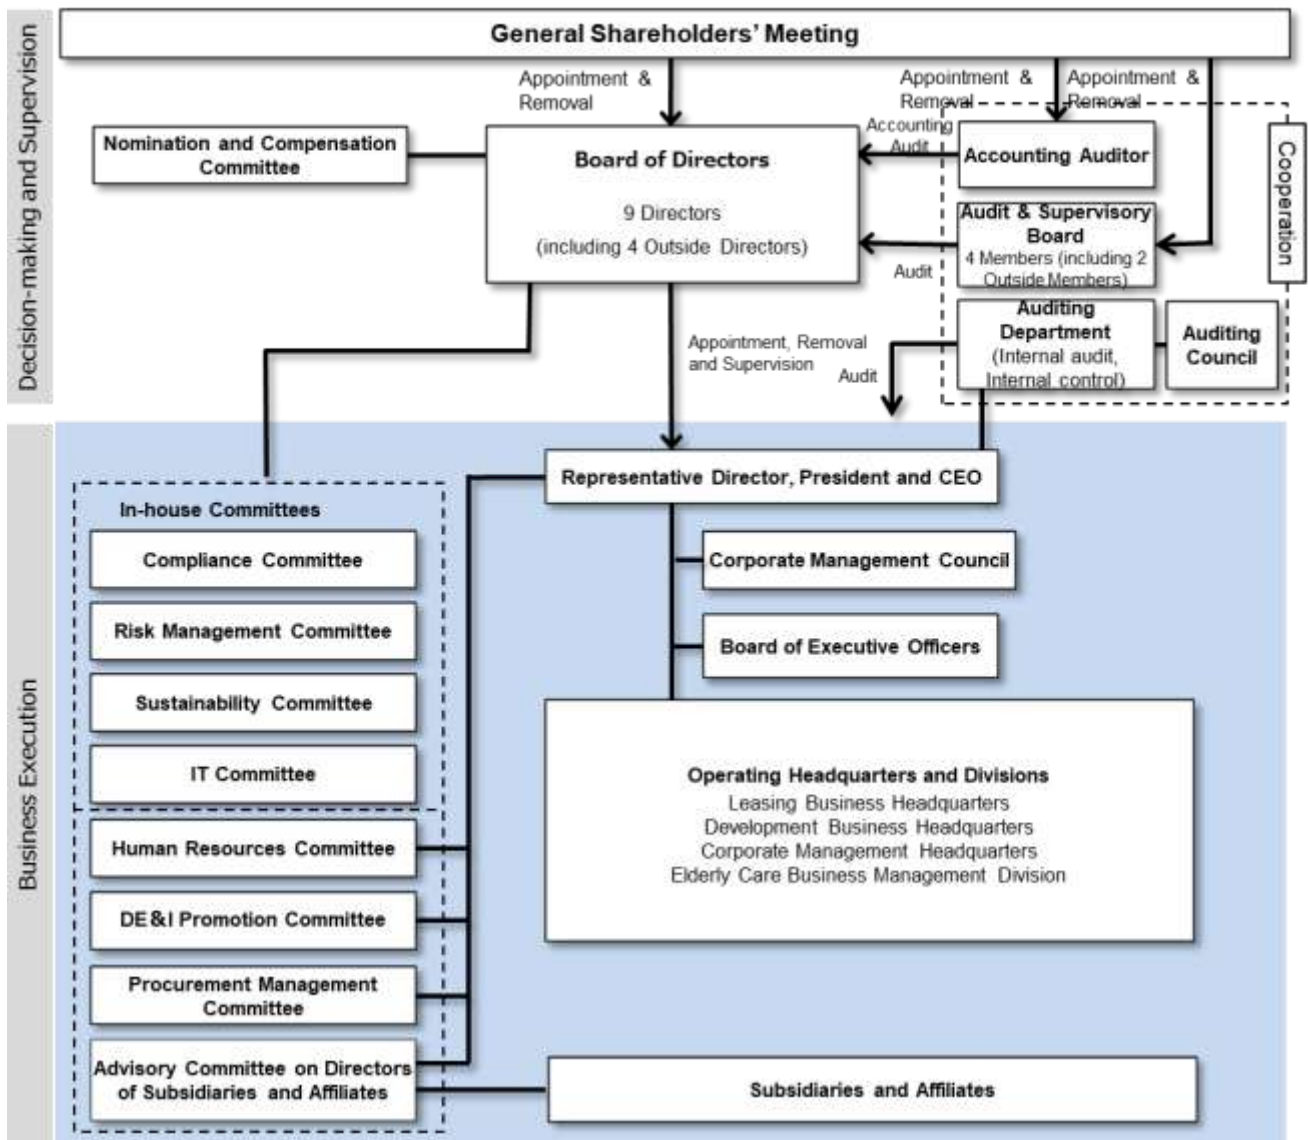 Decision-making and Supervision
General Shareholders' Meeting
Appointment &
Removal
Appointment &
Removal
Appointment &
Removal
Nomination and Compensation
Committee
Board of Directors
9 Directors
(including 4 Outside Directors)
Accounting
Audit
Accounting Auditor
Cooperation
Audit & Supervisory
Board
4 Members (including 2
Outside Members)
Audit
Auditing
Department
(Internal audit,
Internal control)
Auditing
Council
Appointment, Removal
and Supervision
Audit
Business Execution
Representative Director, President and CEO
In-house Committees
Compliance Committee
Risk Management Committee
Sustainability Committee
IT Committee
Human Resources Committee
DE&I Promotion Committee
Procurement Management
Committee
Advisory Committee on Directors
of Subsidiaries and Affiliates
Corporate Management Council
Board of Executive Officers
Operating Headquarters and Divisions
Leasing Business Headquarters
Development Business Headquarters
Corporate Management Headquarters
Elderly Care Business Management Division
Subsidiaries and Affiliates